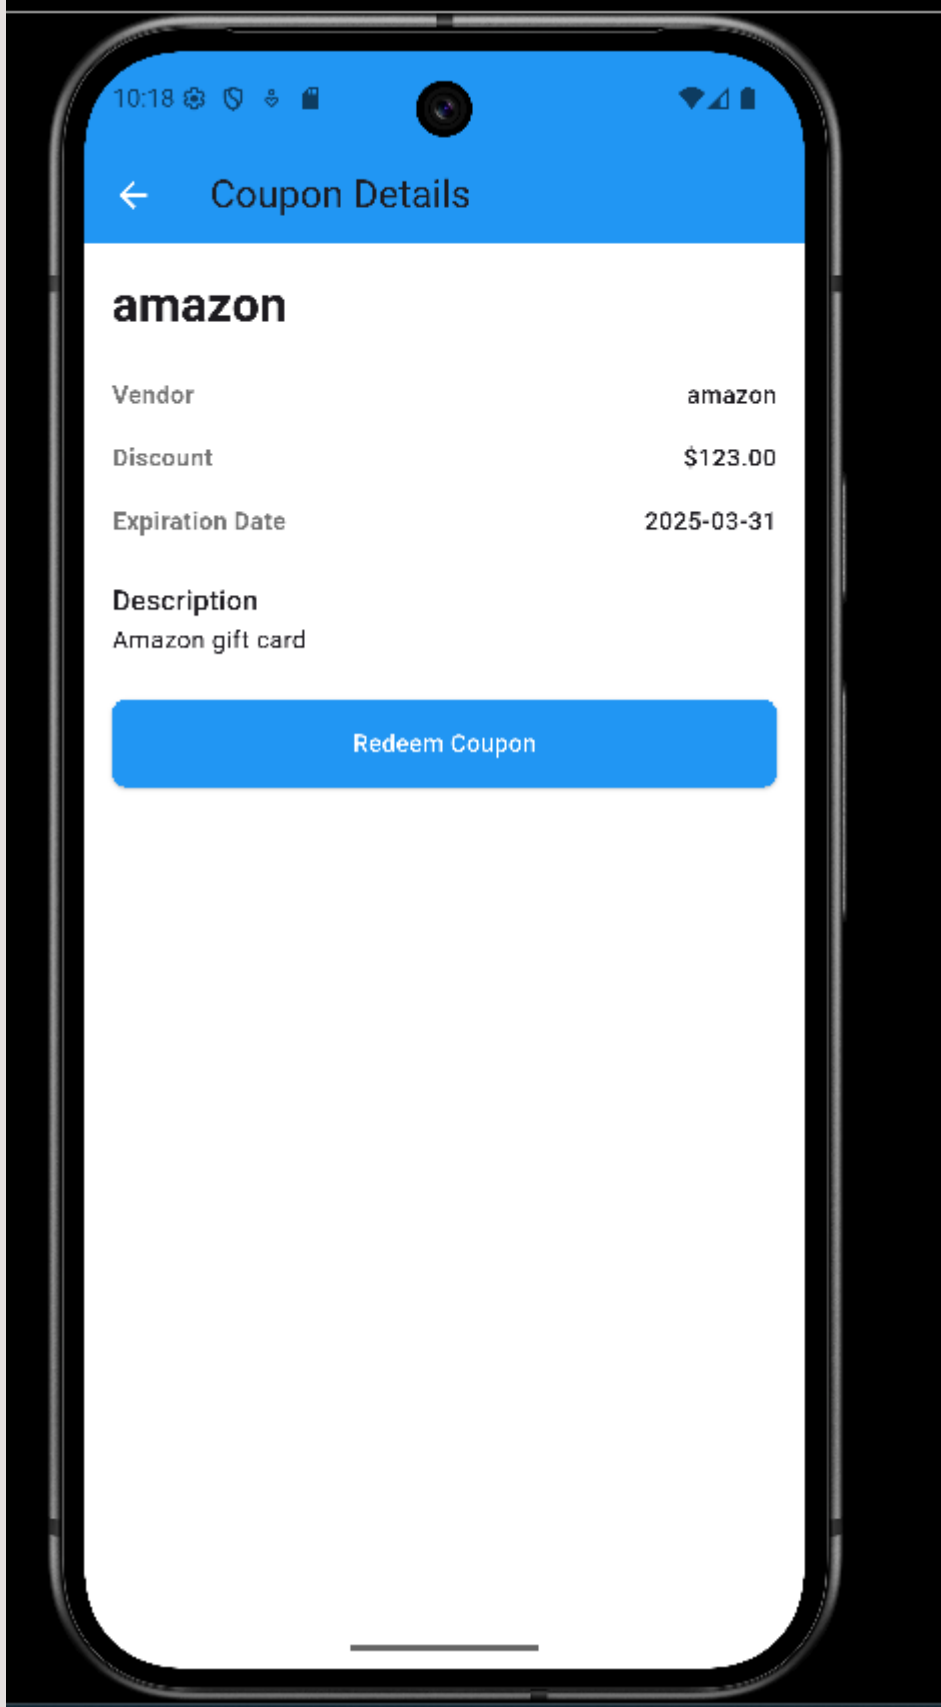 10:18
Coupon Details
amazon
Vendor amazon
Discount $123.00
Expiration Date 2025-03-31
Description
Amazon gift card
Redeem Coupon